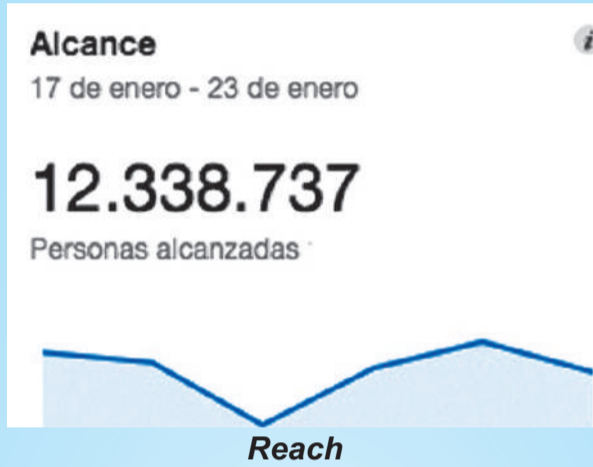 Alcance
17 de enero - 23 de enero
12.338.737
Personas alcanzadas
Reach